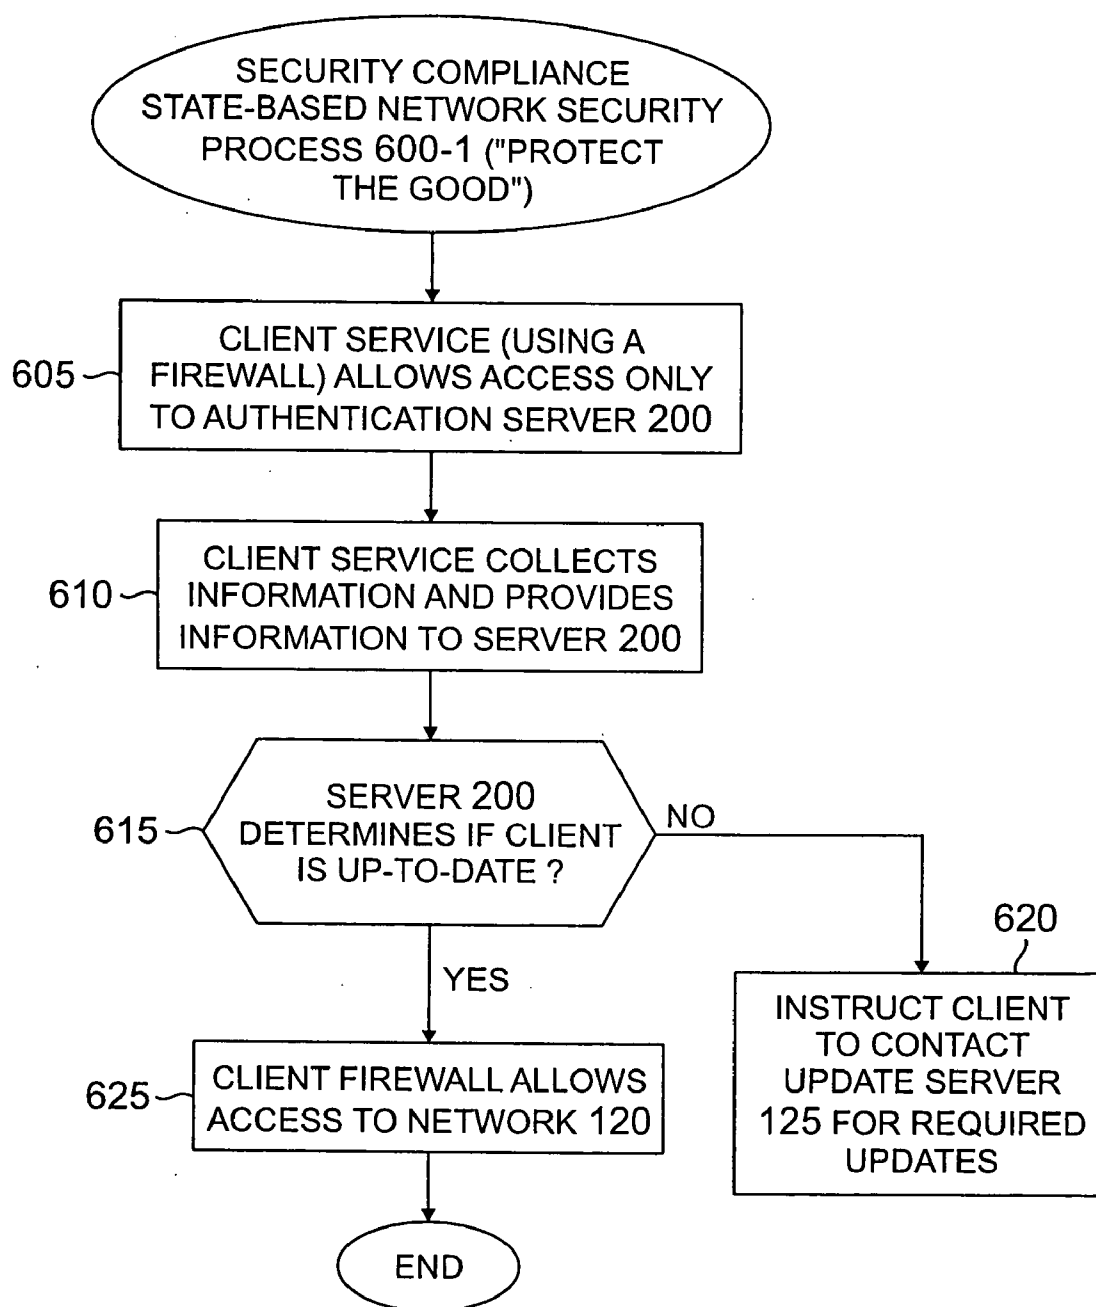 SECURITY COMPLIANCE
STATE-BASED NETWORK SECURITY
PROCESS 600-1 ("PROTECT
THE GOOD")
605
CLIENT SERVICE (USING A
FIREWALL) ALLOWS ACCESS ONLY
TO AUTHENTICATION SERVER 200
610
CLIENT SERVICE COLLECTS
INFORMATION AND PROVIDES
INFORMATION TO SERVER 200
615
SERVER 200
DETERMINES IF CLIENT
IS UP-TO-DATE ?
NO
YES
620
INSTRUCT CLIENT
TO CONTACT
UPDATE SERVER
125 FOR REQUIRED
UPDATES
625
CLIENT FIREWALL ALLOWS
ACCESS TO NETWORK 120
END